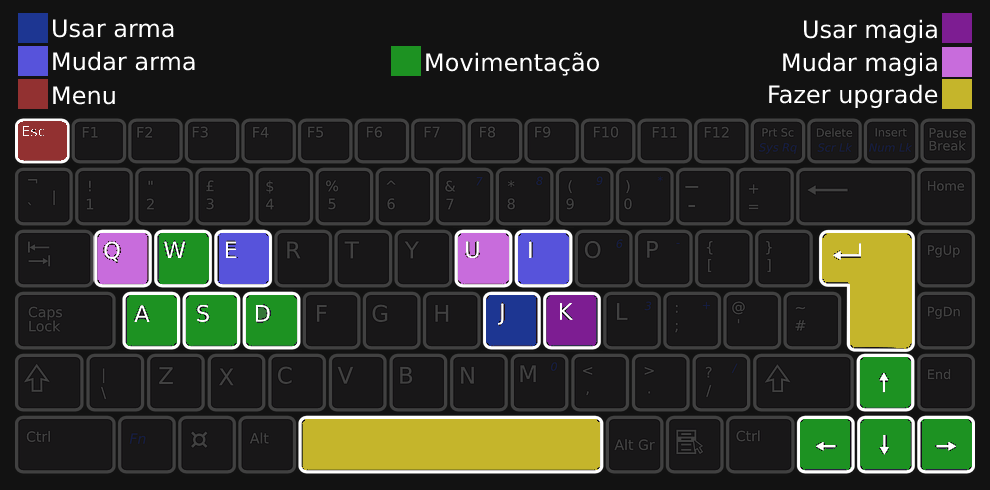 Usar arma Usar magia
Mudar arma Movimentação Mudar magia
Menu Fazer upgrade
Esc F1 F2 F3 F4 F5 F6 F7 F8 F9 F10 F11 F12 Prt Sc Delete Insert Pause
Sys Rq Break
¬ ! " £ $ % ^ & * ( ) — +
` | 1 2 3 4 5 6 7 8 9 0 - = Home
Q W E R T Y U I O P { } PgUp
[ ]
Caps A S D F G H J K L : @ ~ PgDn
Lock ; ' #
| Z X C V B N M < > ? End
\ , . /
Ctrl Fn Alt Alt Gr Ctrl